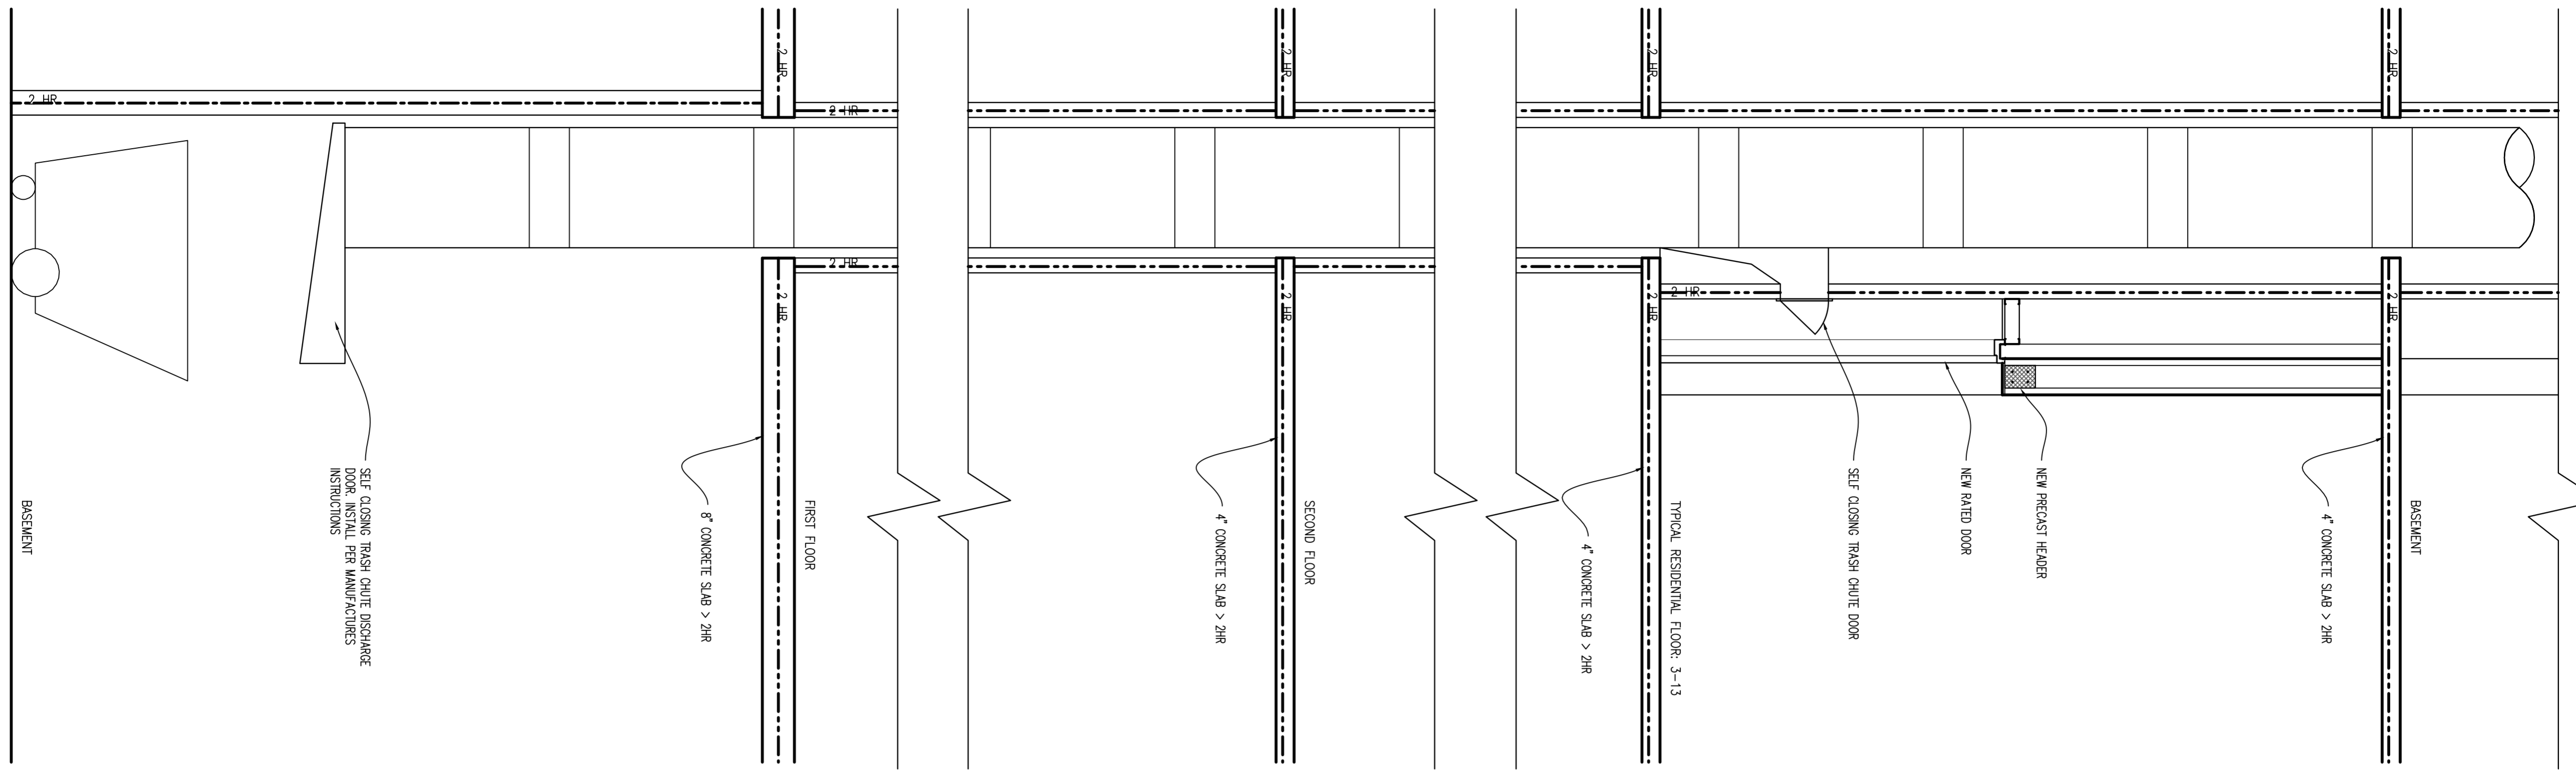 BASEMENT
4" CONCRETE SLAB > 2HR
2 HR
2 HR
NEW PRECAST HEADER
NEW RATED DOOR
SELF CLOSING TRASH CHUTE DOOR
2 HR
TYPICAL RESIDENTIAL FLOOR: 3-13
4" CONCRETE SLAB > 2HR
2 HR
2 HR
SECOND FLOOR
4" CONCRETE SLAB > 2HR
2 HR
2 HR
2 HR
2 HR
FIRST FLOOR
8" CONCRETE SLAB > 2HR
2 HR
2 HR
SELF CLOSING TRASH CHUTE DISCHARGE
DOOR. INSTALL PER MANUFACTURES
INSTRUCTIONS
2 HR
BASEMENT